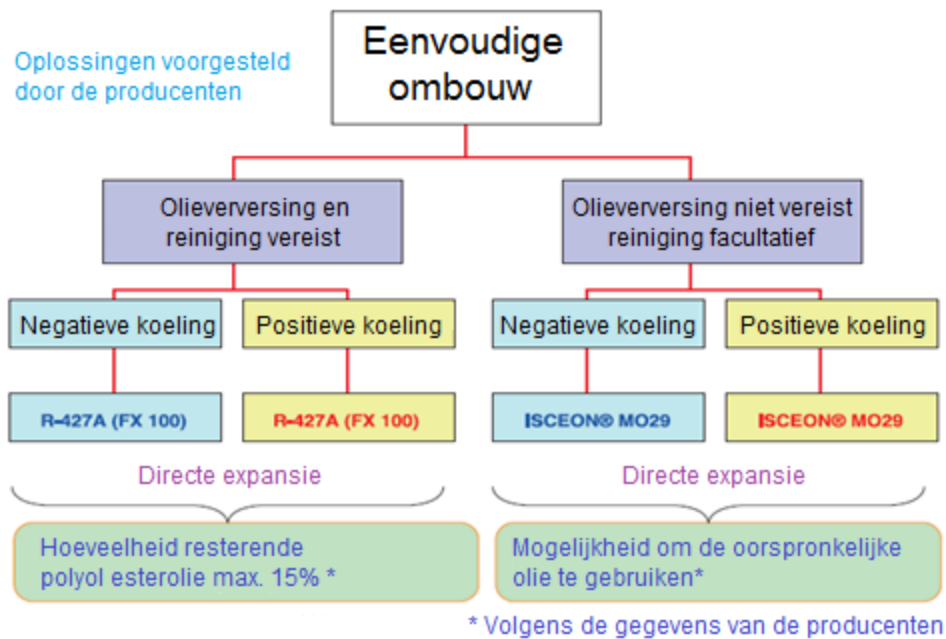 Oplossingen voorgesteld
door de producenten
Eenvoudige
ombouw
Olieverversing en
reiniging vereist
Olieverversing niet vereist
reiniging facultatief
Negatieve koeling
Positieve koeling
Negatieve koeling
Positieve koeling
R-427A (FX 100)
R-427A (FX 100)
ISCEON® MO29
ISCEON® MO29
Directe expansie
Directe expansie
Hoeveelheid resterende
polyol esterolie max. 15% *
Mogelijkheid om de oorspronkelijke
olie te gebruiken*
* Volgens de gegevens van de producenten